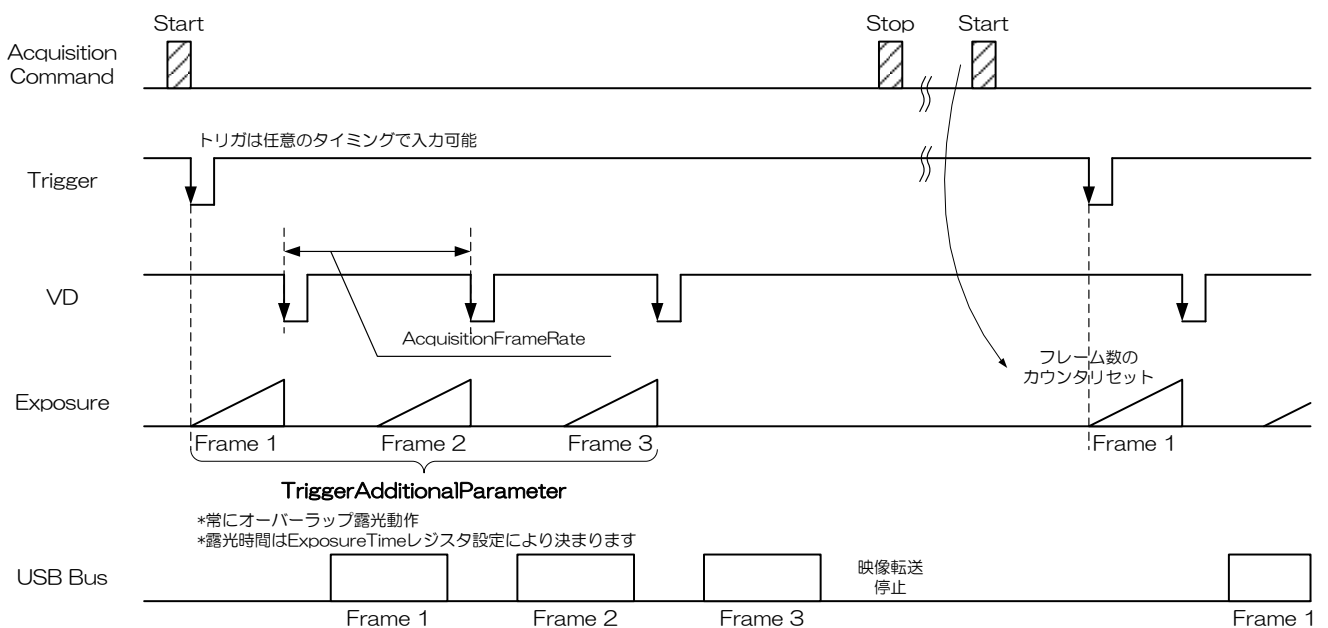 Start
Stop
Start
Acquisition
Command
トリガは任意のタイミングで入力可能
Trigger
VD
AcquisitionFrameRate
フレーム数の
カウンタリセット
Exposure
Frame 1
Frame 2
Frame 3
Frame 1
TriggerAdditionalParameter
*常にオーバーラップ露光動作
*露光時間はExposureTimeレジスタ設定により決まります
USB Bus
映像転送
停止
Frame 1
Frame 2
Frame 3
Frame 1